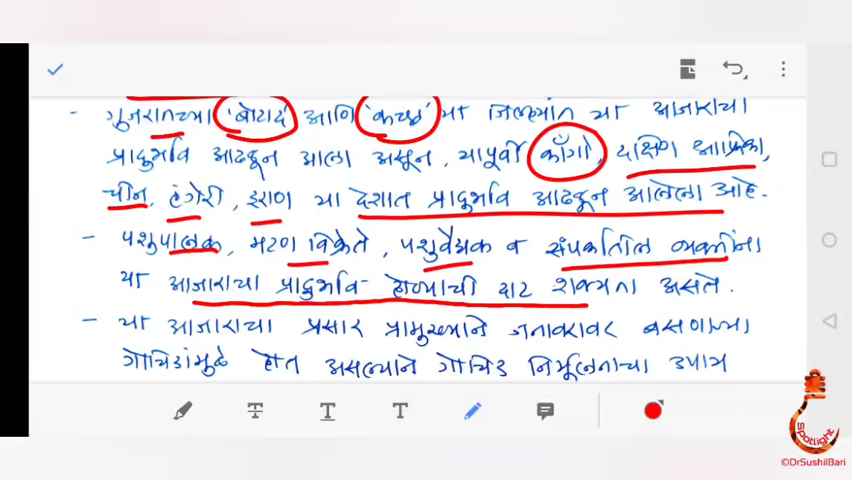 - गुजरातच्या 'बोटाद' आणि 'कच्छ' या जिल्ह्यांत या आजाराचा
प्रादुर्भाव आढळून आला असून, यापूर्वी काँगो, दक्षिण आफ्रिका,
चीन, हंगेरी, इराण या देशात प्रादुर्भाव आढळून आलेला आहे.
- पशुपालक, मटण विक्रेते, पशुवैद्यक व संपर्कातील व्यक्तींना
या आजाराचा प्रादुर्भाव होण्याची दाट शक्यता असते.
- या आजाराचा प्रसार प्रामुख्याने जनावरावर बसणाऱ्या
गोचिडांमुळे होत असल्याने गोचिड निर्मूलनाचा उपाय
T T T
Spotlight
©DrSushilBari